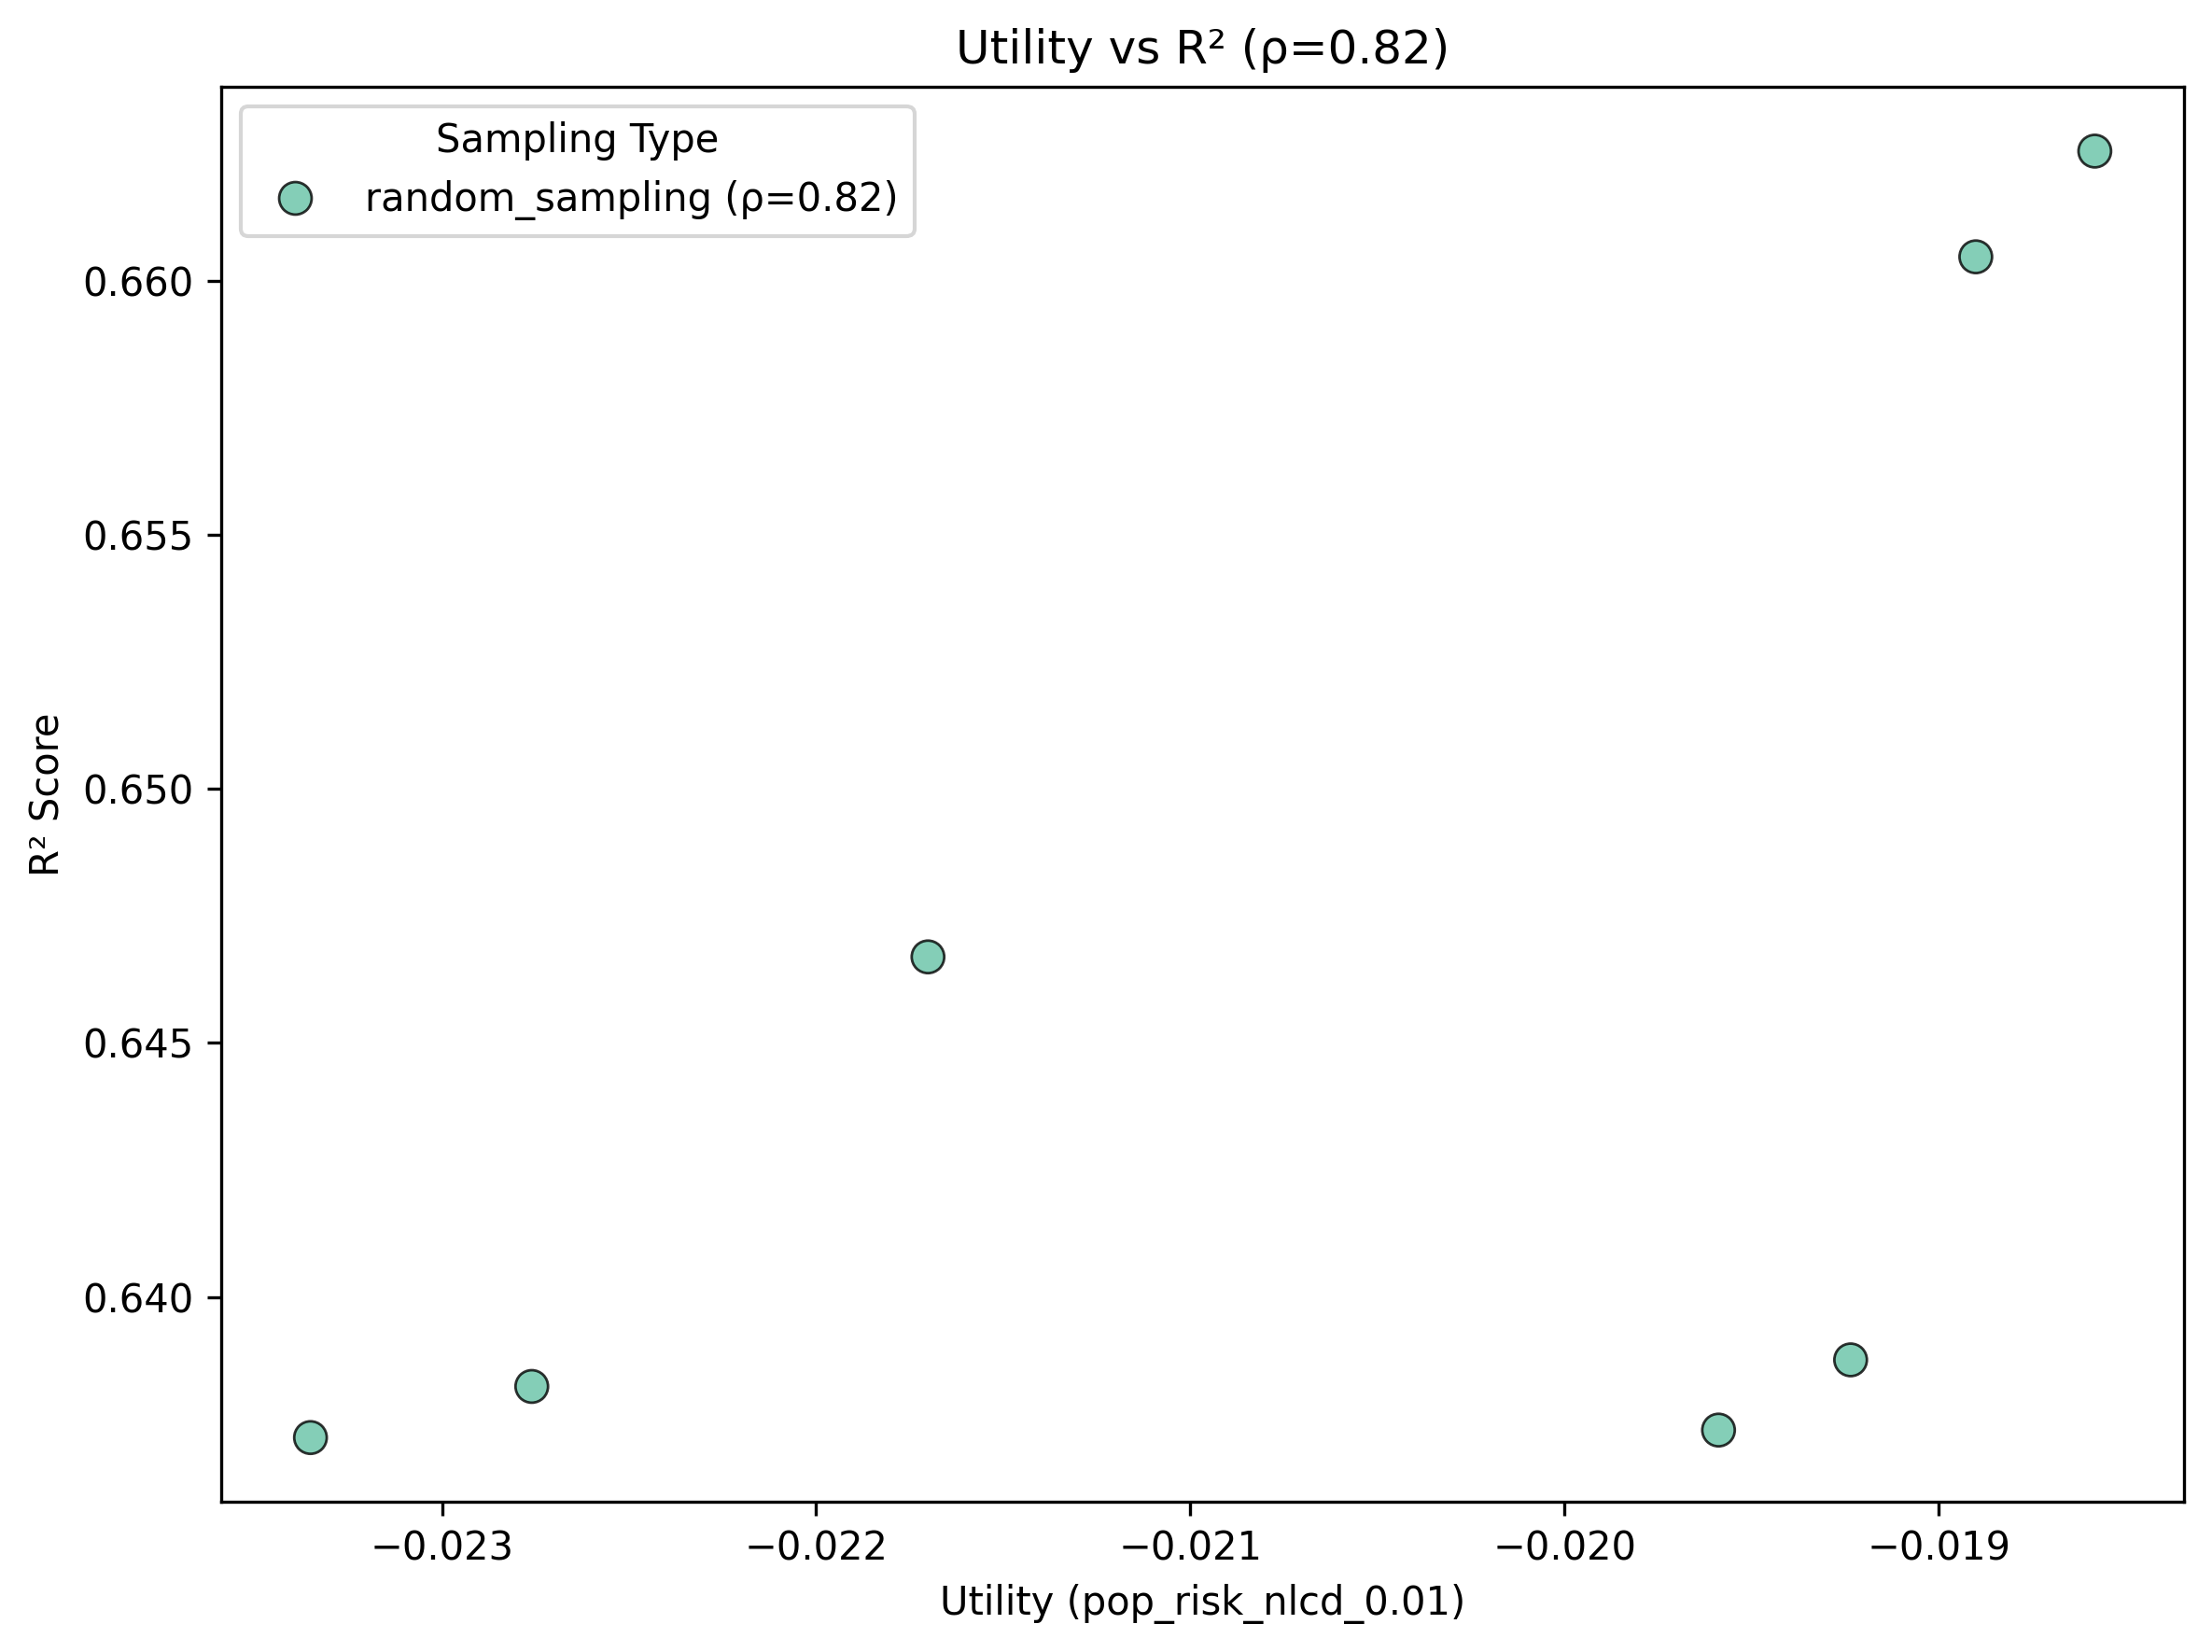 Utility vs R² (ρ=0.82)
Sampling Type
random_sampling (ρ=0.82)
0.660
0.655
0.650
0.645
0.640
R² Score
−0.023
−0.022
−0.021
−0.020
−0.019
Utility (pop_risk_nlcd_0.01)